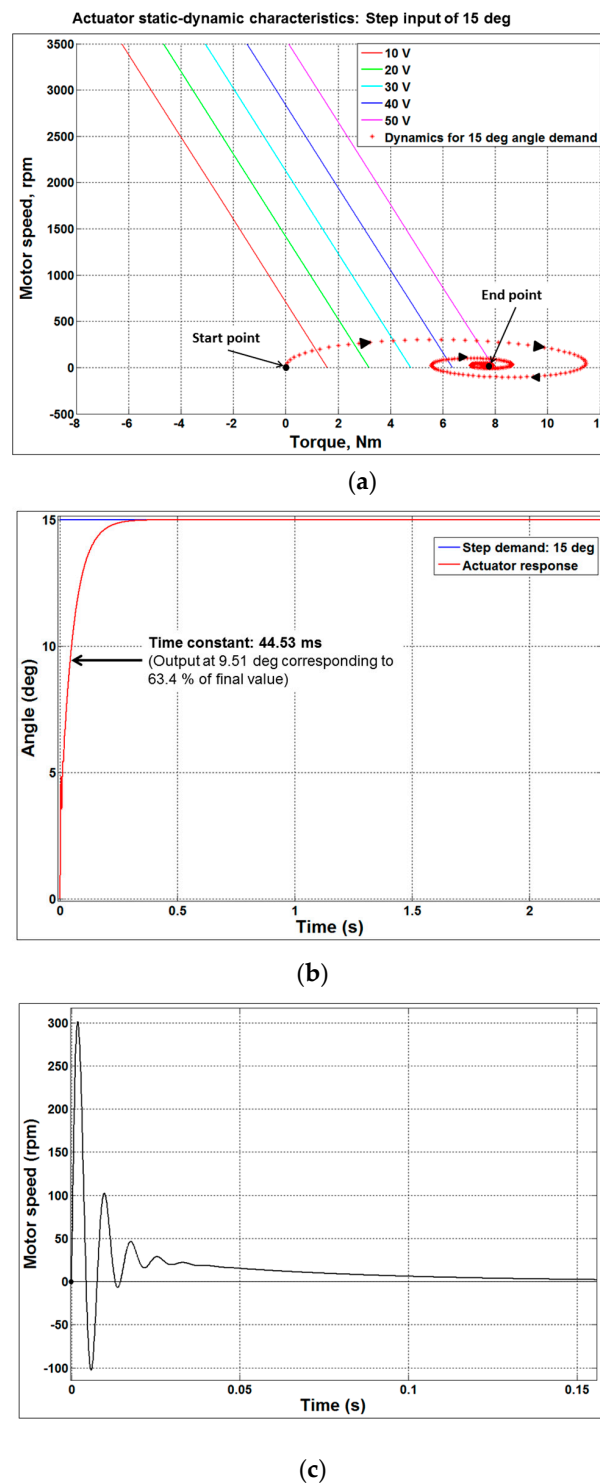 Actuator static-dynamic characteristics: Step input of 15 deg
3500
3000
2500
2000
1500
1000
500
0
-500
Motor speed, rpm
10 V
20 V
30 V
40 V
50 V
Dynamics for 15 deg angle demand
Start point
End point
-8 -6 -4 -2 0 2 4 6 8 10 12
Torque, Nm
(a)
15
10
5
0
Angle (deg)
Step demand: 15 deg
Actuator response
Time constant: 44.53 ms
(Output at 9.51 deg corresponding to
63.4 % of final value)
0 0.5 1 1.5 2
Time (s)
(b)
300
250
200
150
100
50
0
-50
-100
Motor speed (rpm)
0 0.05 0.1 0.15
Time (s)
(c)